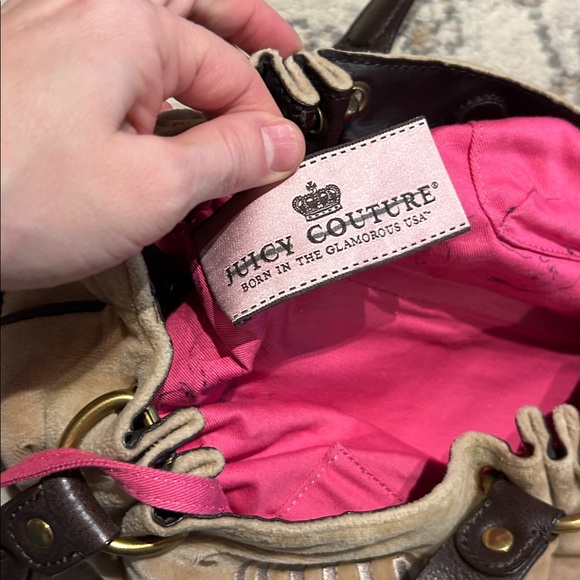 JUICY COUTURE®
BORN IN THE GLAMOROUS USA™